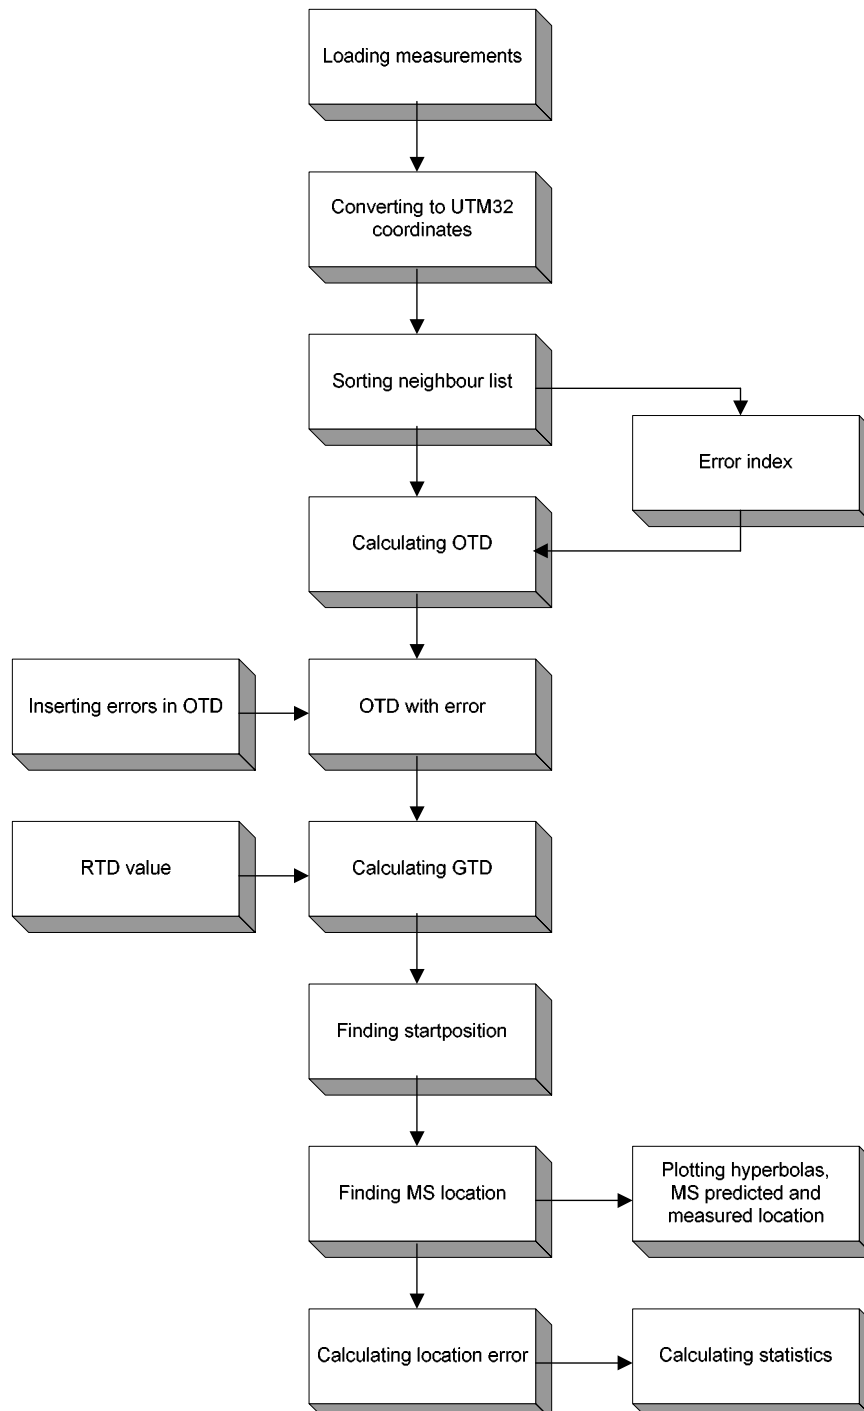 Loading measurements
Converting to UTM32
coordinates
Sorting neighbour list
Error index
Calculating OTD
Inserting errors in OTD
OTD with error
RTD value
Calculating GTD
Finding startposition
Finding MS location
Plotting hyperbolas,
MS predicted and
measured location
Calculating location error
Calculating statistics